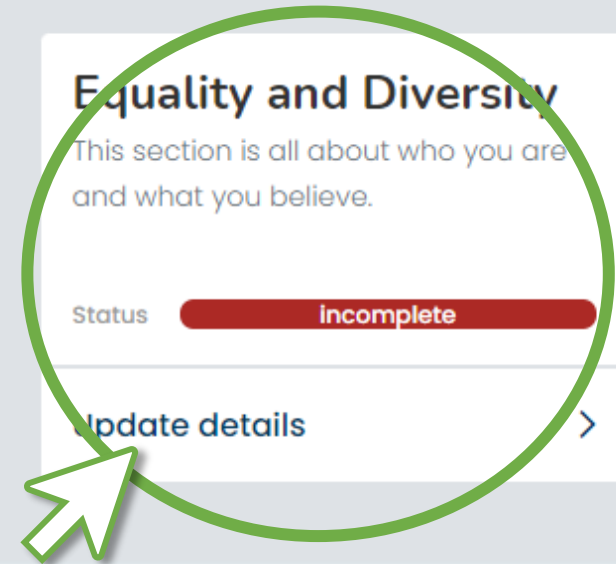 Equality and Diversity
This section is all about who you are
and what you believe.
Status incomplete
Update details